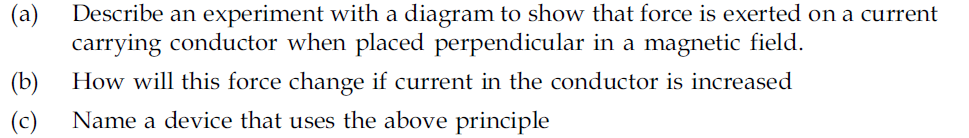 (a) Describe an experiment with a diagram to show that force is exerted on a current
carrying conductor when placed perpendicular in a magnetic field.
(b) How will this force change if current in the conductor is increased
(c) Name a device that uses the above principle